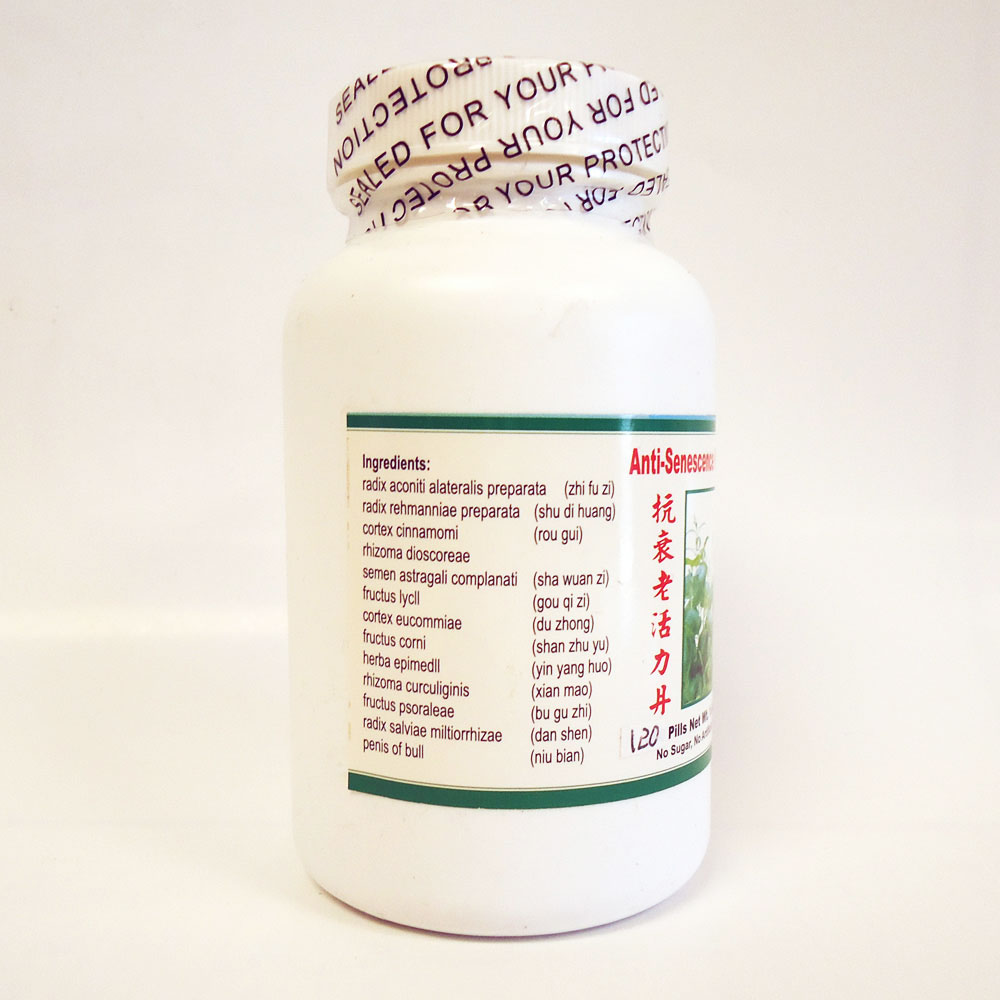 SEALED FOR YOUR
SEALED FOR YOUR PROTECTION
Ingredients:
radix aconiti alateralis preparata (zhi fu zi)
radix rehmanniae preparata (shu di huang)
cortex cinnamomi (rou gui)
rhizoma dioscoreae
semen astragali complanati (sha wuan zi)
fructus lycll (gou qi zi)
cortex eucommiae (du zhong)
fructus corni (shan zhu yu)
herba epimedll (yin yang huo)
rhizoma curculiginis (xian mao)
fructus psoraleae (bu gu zhi)
radix salviae miltiorrhizae (dan shen)
penis of bull (niu bian)
Anti-Senescence
抗衰老活力丹
120 Pills Net Wt.
No Sugar, No